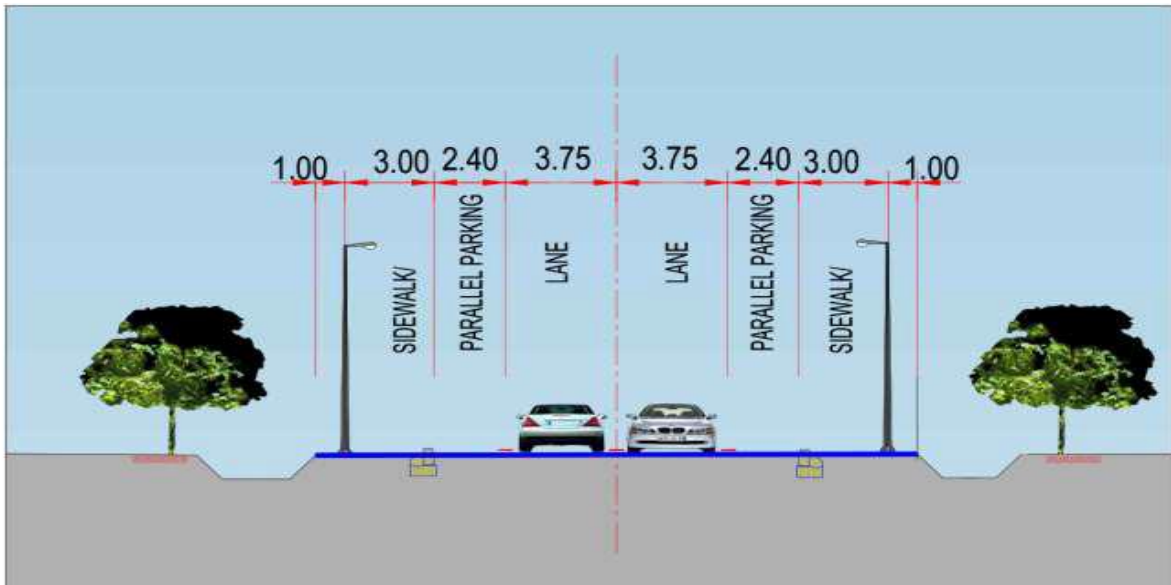 1.00 3.00 2.40 3.75 3.75 2.40 3.00 1.00
SIDEWALK/
PARALLEL PARKING
LANE
LANE
PARALLEL PARKING
SIDEWALK/